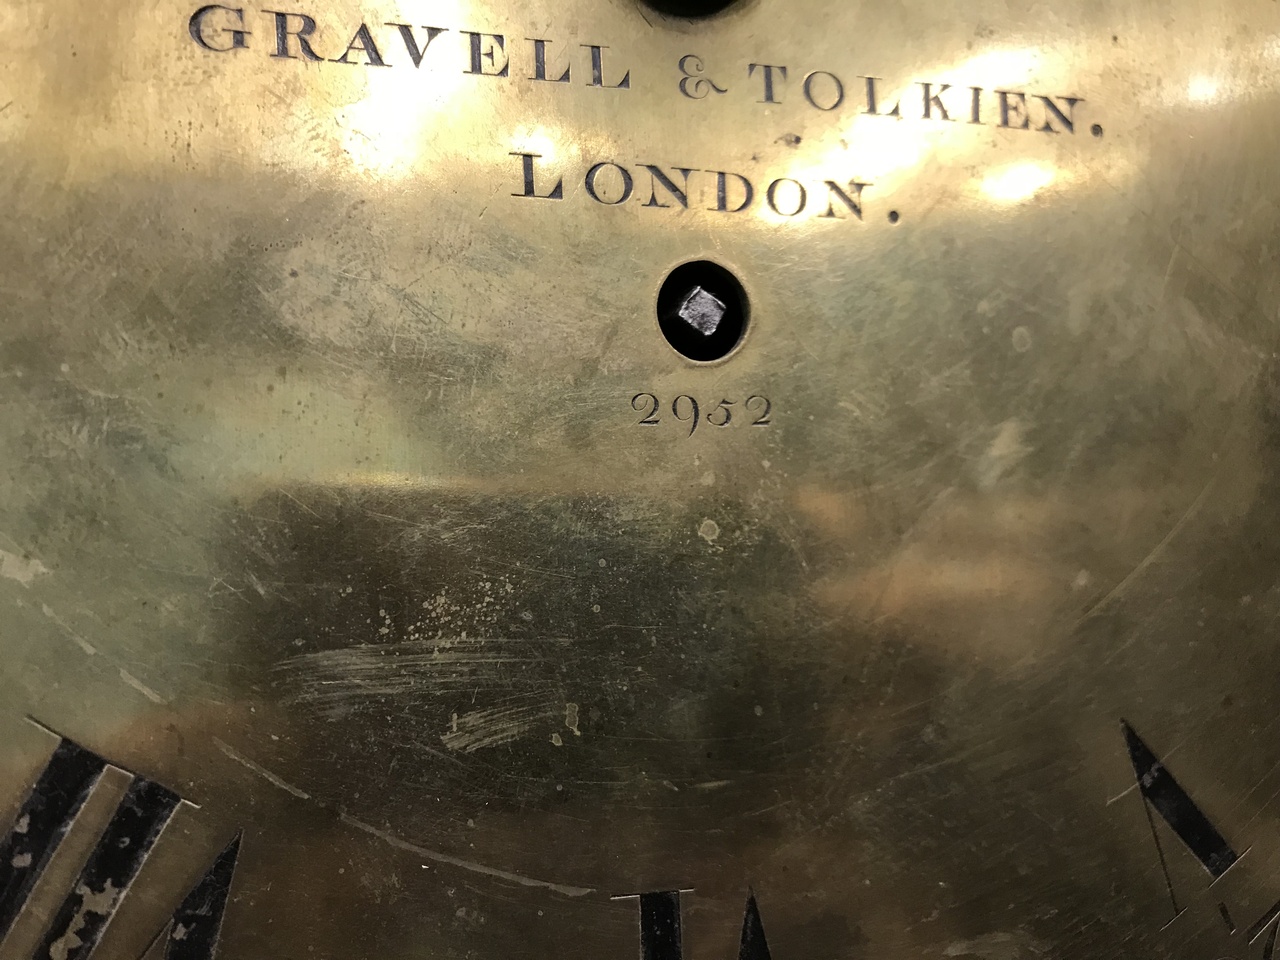 GRAVELL & TOLKIEN.
LONDON.
2952